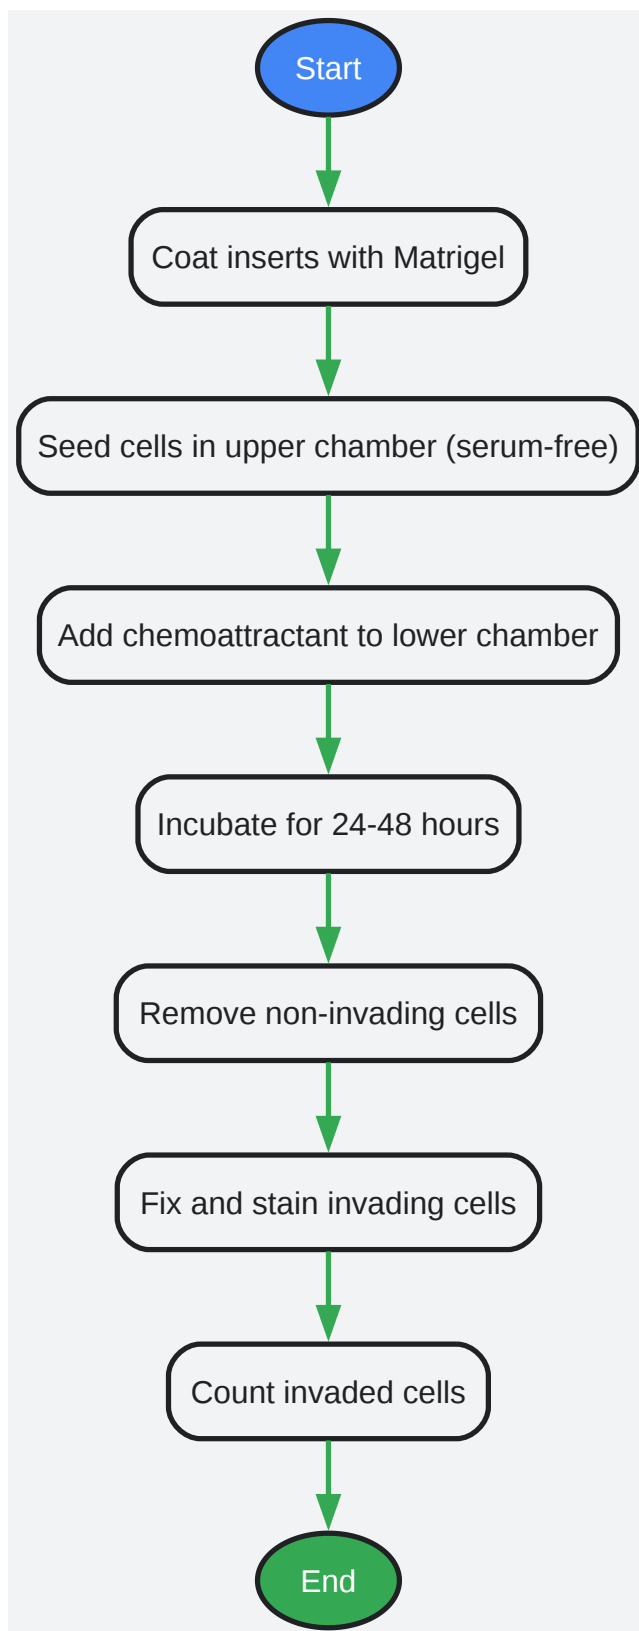 Start
Coat inserts with Matrigel
Seed cells in upper chamber (serum-free)
Add chemoattractant to lower chamber
Incubate for 24-48 hours
Remove non-invading cells
Fix and stain invading cells
Count invaded cells
End